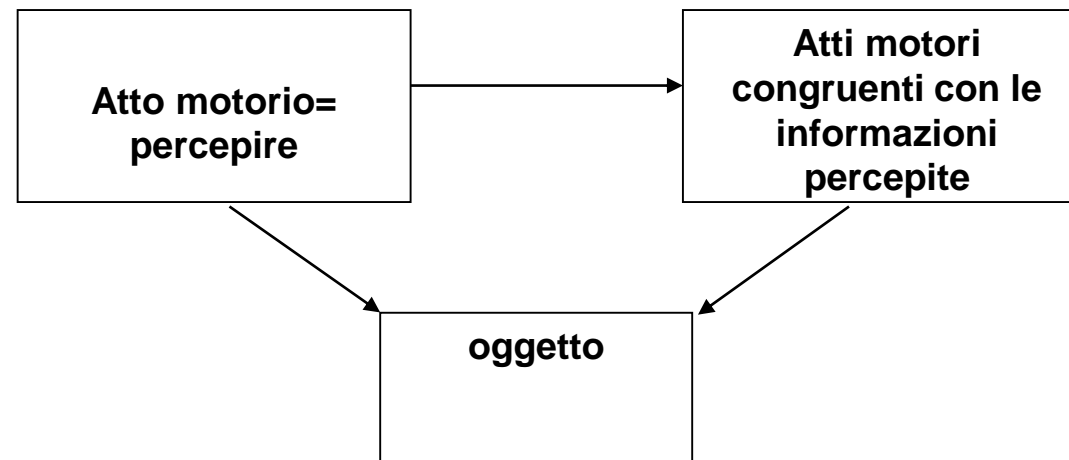 Atto motorio=
percepire
Atti motori
congruenti con le
informazioni
percepite
oggetto